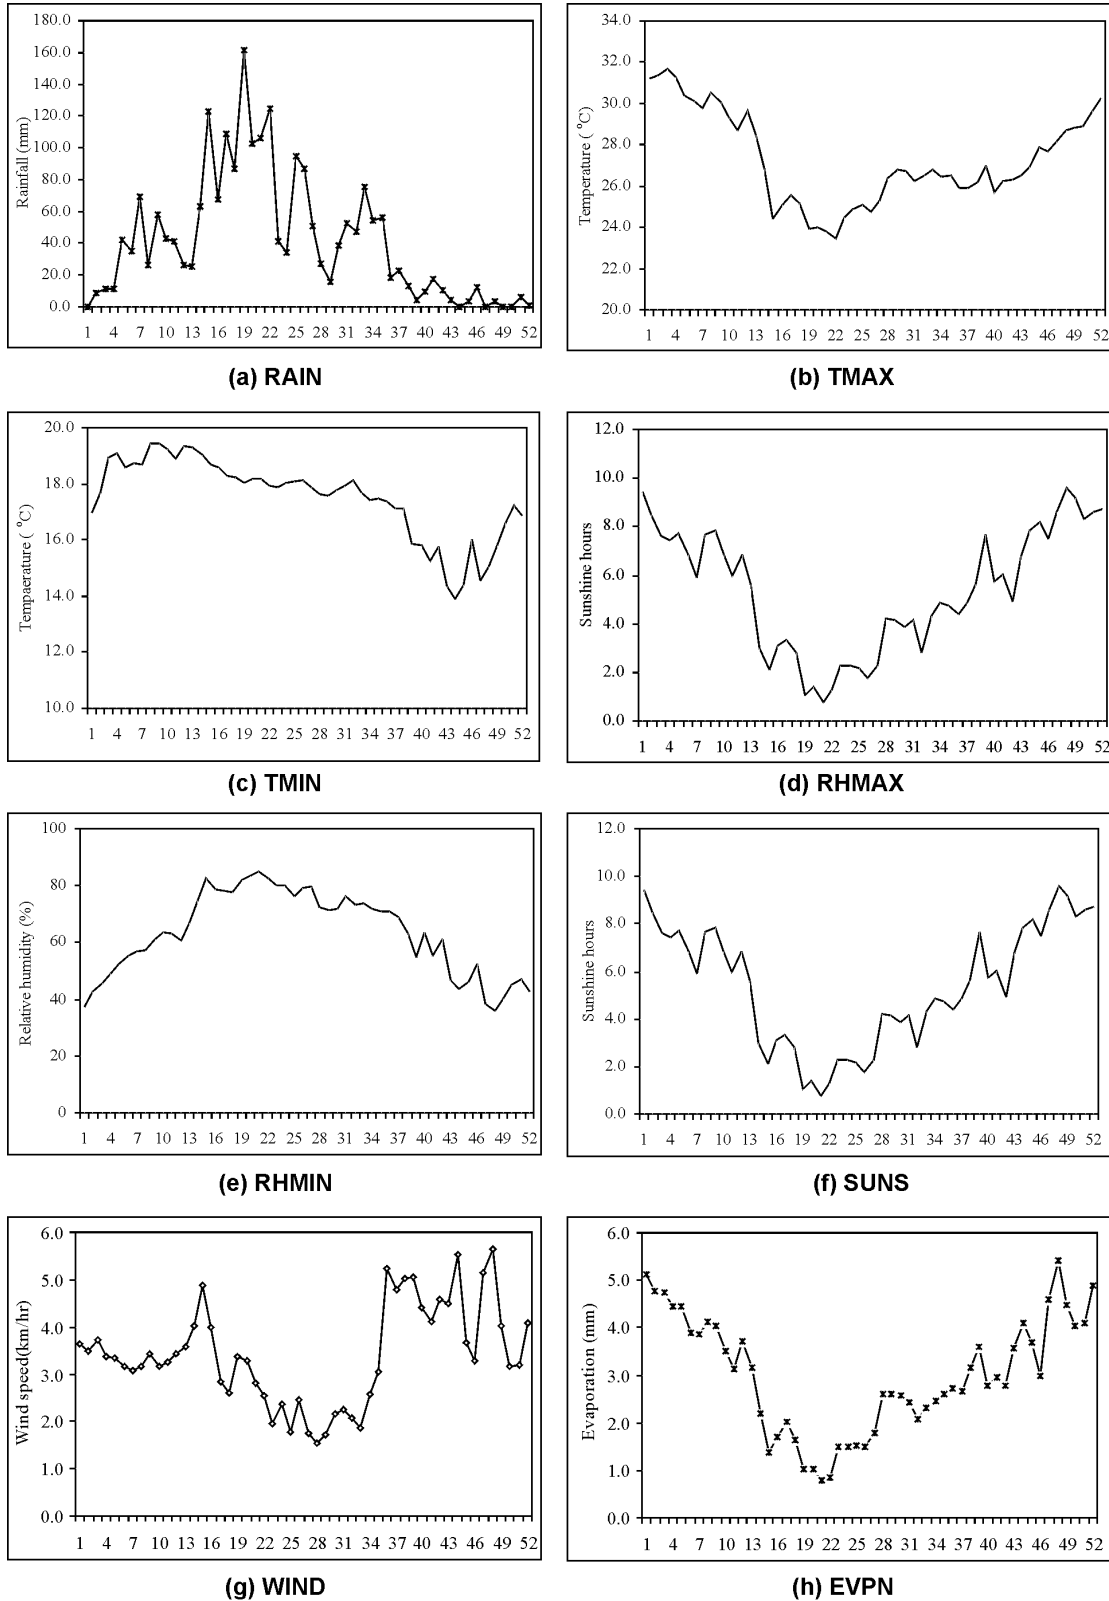 180.0
160.0
140.0
120.0
100.0
80.0
60.0
40.0
20.0
0.0
Rainfall (mm)
1 4 7 10 13 16 19 22 25 28 31 34 37 40 43 46 49 52
(a) RAIN
34.0
32.0
30.0
28.0
26.0
24.0
22.0
20.0
Temperature ( °C)
1 4 7 10 13 16 19 22 25 28 31 34 37 40 43 46 49 52
(b) TMAX
20.0
18.0
16.0
14.0
12.0
10.0
Tempaerature ( °C)
1 4 7 10 13 16 19 22 25 28 31 34 37 40 43 46 49 52
(c) TMIN
12.0
10.0
8.0
6.0
4.0
2.0
0.0
Sunshine hours
1 4 7 10 13 16 19 22 25 28 31 34 37 40 43 46 49 52
(d) RHMAX
100
80
60
40
20
0
Relative humidity (%)
1 4 7 10 13 16 19 22 25 28 31 34 37 40 43 46 49 52
(e) RHMIN
12.0
10.0
8.0
6.0
4.0
2.0
0.0
Sunshine hours
1 4 7 10 13 16 19 22 25 28 31 34 37 40 43 46 49 52
(f) SUNS
6.0
5.0
4.0
3.0
2.0
1.0
0.0
Wind speed(km/hr)
1 4 7 10 13 16 19 22 25 28 31 34 37 40 43 46 49 52
(g) WIND
6.0
5.0
4.0
3.0
2.0
1.0
0.0
Evaporation (mm)
1 4 7 10 13 16 19 22 25 28 31 34 37 40 43 46 49 52
(h) EVPN